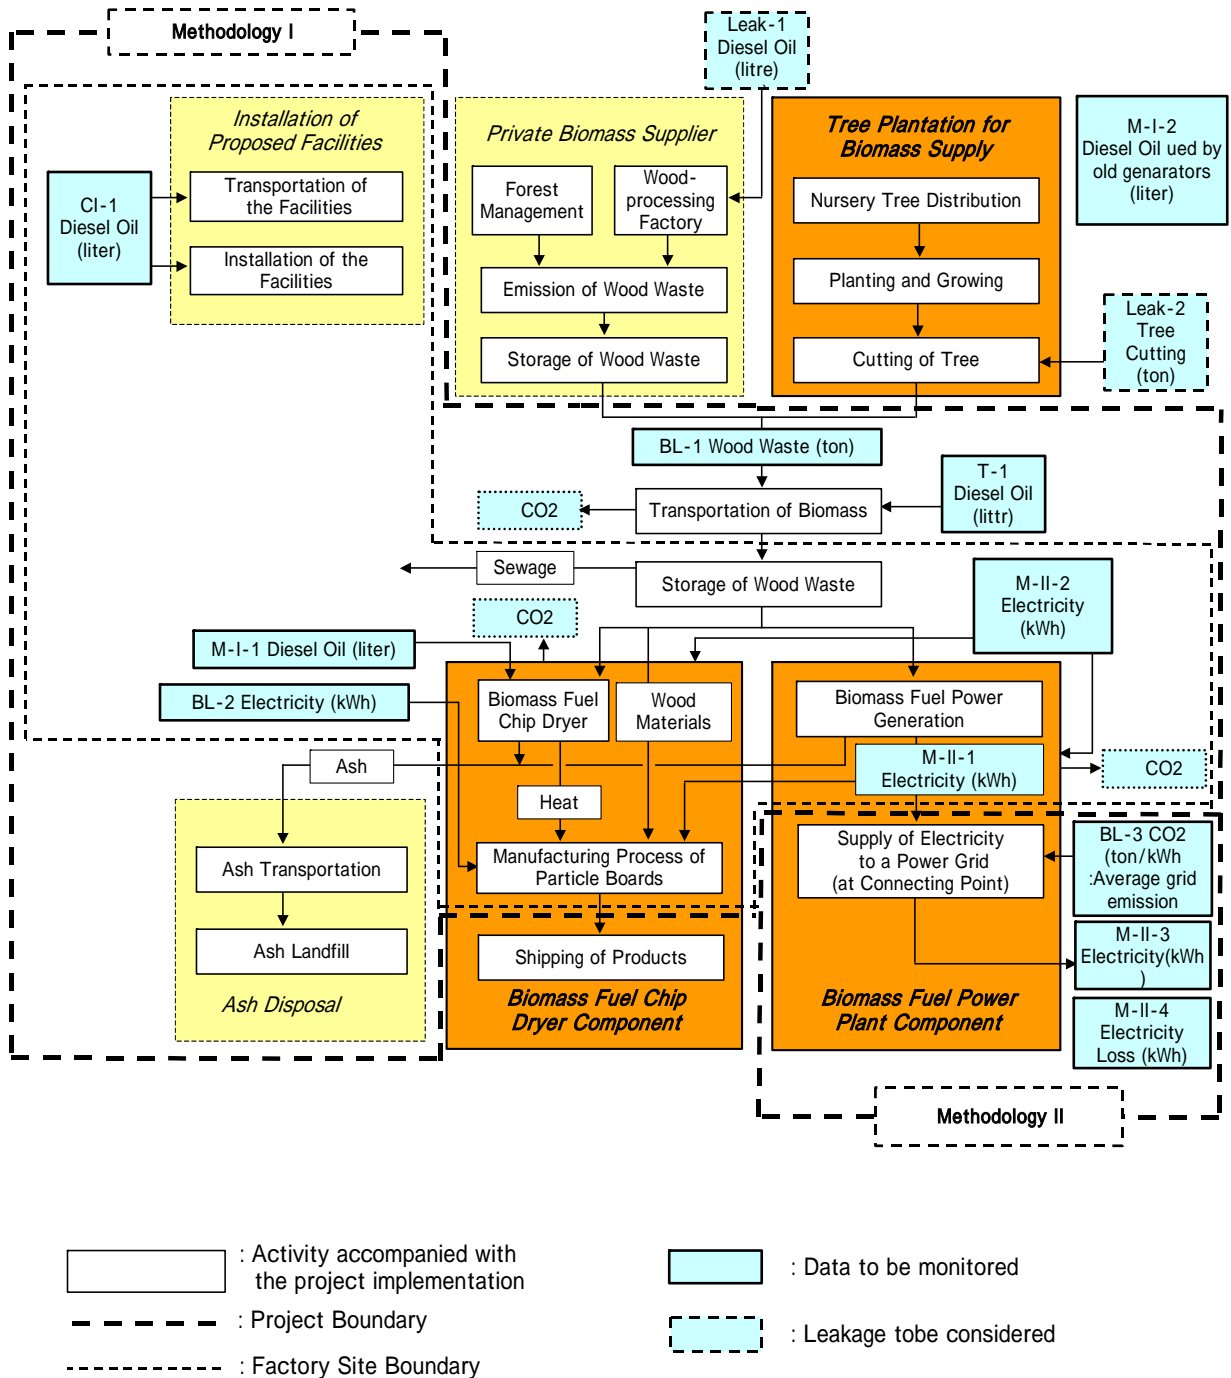 Methodology I
Leak-1
Diesel Oil
(litre)
Installation of
Proposed Facilities
Transportation of
the Facilities
Installation of the
Facilities
CI-1
Diesel Oil
(liter)
Private Biomass Supplier
Forest
Management
Wood-
processing
Factory
Emission of Wood Waste
Storage of Wood Waste
Tree Plantation for
Biomass Supply
Nursery Tree Distribution
Planting and Growing
Cutting of Tree
M-I-2
Diesel Oil ued by
old genarators
(liter)
Leak-2
Tree
Cutting
(ton)
BL-1 Wood Waste (ton)
T-1
Diesel Oil
(littr)
CO2
Transportation of Biomass
Sewage
Storage of Wood Waste
M-II-2
Electricity
(kWh)
CO2
M-I-1 Diesel Oil (liter)
BL-2 Electricity (kWh)
Biomass Fuel
Chip Dryer
Wood
Materials
Biomass Fuel Power
Generation
M-II-1
Electricity (kWh)
CO2
Ash
Heat
Manufacturing Process of
Particle Boards
Supply of Electricity
to a Power Grid
(at Connecting Point)
BL-3 CO2
(ton/kWh
:Average grid
emission
Ash Transportation
Ash Landfill
Ash Disposal
Shipping of Products
Biomass Fuel Chip
Dryer Component
Biomass Fuel Power
Plant Component
M-II-3
Electricity(kWh
)
M-II-4
Electricity
Loss (kWh)
Methodology II
: Activity accompanied with
the project implementation
: Project Boundary
: Factory Site Boundary
: Data to be monitored
: Leakage tobe considered